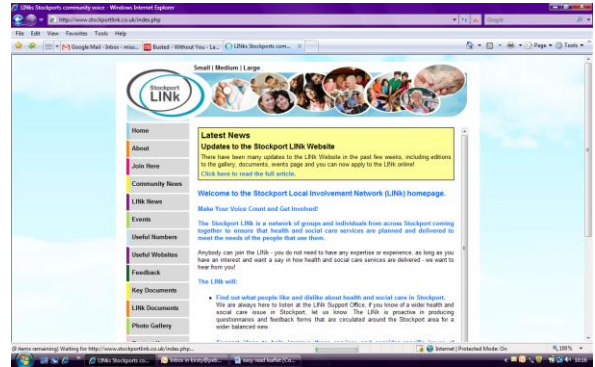 LINks Stockports community voice - Windows Internet Explorer
http://www.stockportlink.co.uk/index.php
Google
File Edit View Favorites Tools Help
Google Mail - Inbox
Busted - Without You - La...
LINks Stockports com...
Page Tools
Small | Medium | Large
Stockport
LINk
Home
About
Join Here
Community News
LINk News
Events
Useful Numbers
Useful Websites
Feedback
Key Documents
LINk Documents
Photo Gallery
Latest News
Updates to the Stockport LINk Website
There have been many updates to the LINk Website in the past few weeks, including editions
to the gallery, documents, events page and you can now apply to the LINk online!
Click here to read the full article.
Welcome to the Stockport Local Involvement Network (LINk) homepage.
Make Your Voice Count and Get Involved!
The Stockport LINk is a network of groups and individuals from across Stockport coming
together to ensure that health and social care services are planned and delivered to
meet the needs of the people that use them.
Anybody can join the LINk - you do not need to have any expertise or experience, as long as you
have an interest and want a say in how health and social care services are delivered - we want to
hear from you!
The LINk will:
• Find out what people like and dislike about health and social care in Stockport.
We are always here to listen at the LINk Support Office, if you know of a wider health and
social care issue in Stockport, let us know. The LINk is proactive in producing
questionnaires and feedback forms that are circulated around the Stockport area for a
wider balanced view.
(9 items remaining) Waiting for http://www.stockportlink.co.uk/index.php...
Internet | Protected Mode: On
100%
LINks Stockports co...
easy read leaflet [Co...